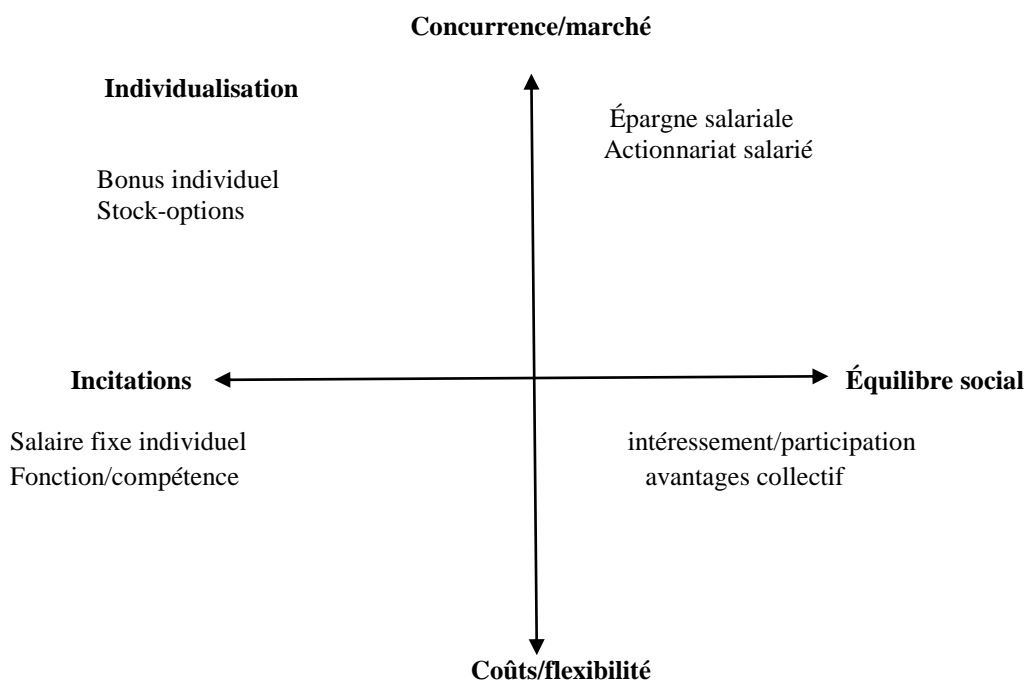 Concurrence/marché
Individualisation
Épargne salariale
Actionnariat salarié
Bonus individuel
Stock-options
Incitations
Équilibre social
Salaire fixe individuel
Fonction/compétence
intéressement/participation
avantages collectif
Coûts/flexibilité